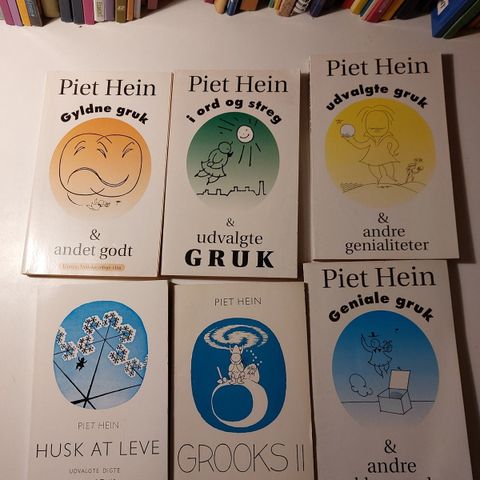 Piet Hein
Gyldne gruk
&
andet godt
Piet Hein
i ord og streg
&
udvalgte
GRUK
Piet Hein
udvalgte gruk
&
andre
genialiteter
PIET HEIN
HUSK AT LEVE
UDVALGTE DIGTE
PIET HEIN
GROOKS II
Piet Hein
Geniale gruk
&
andre